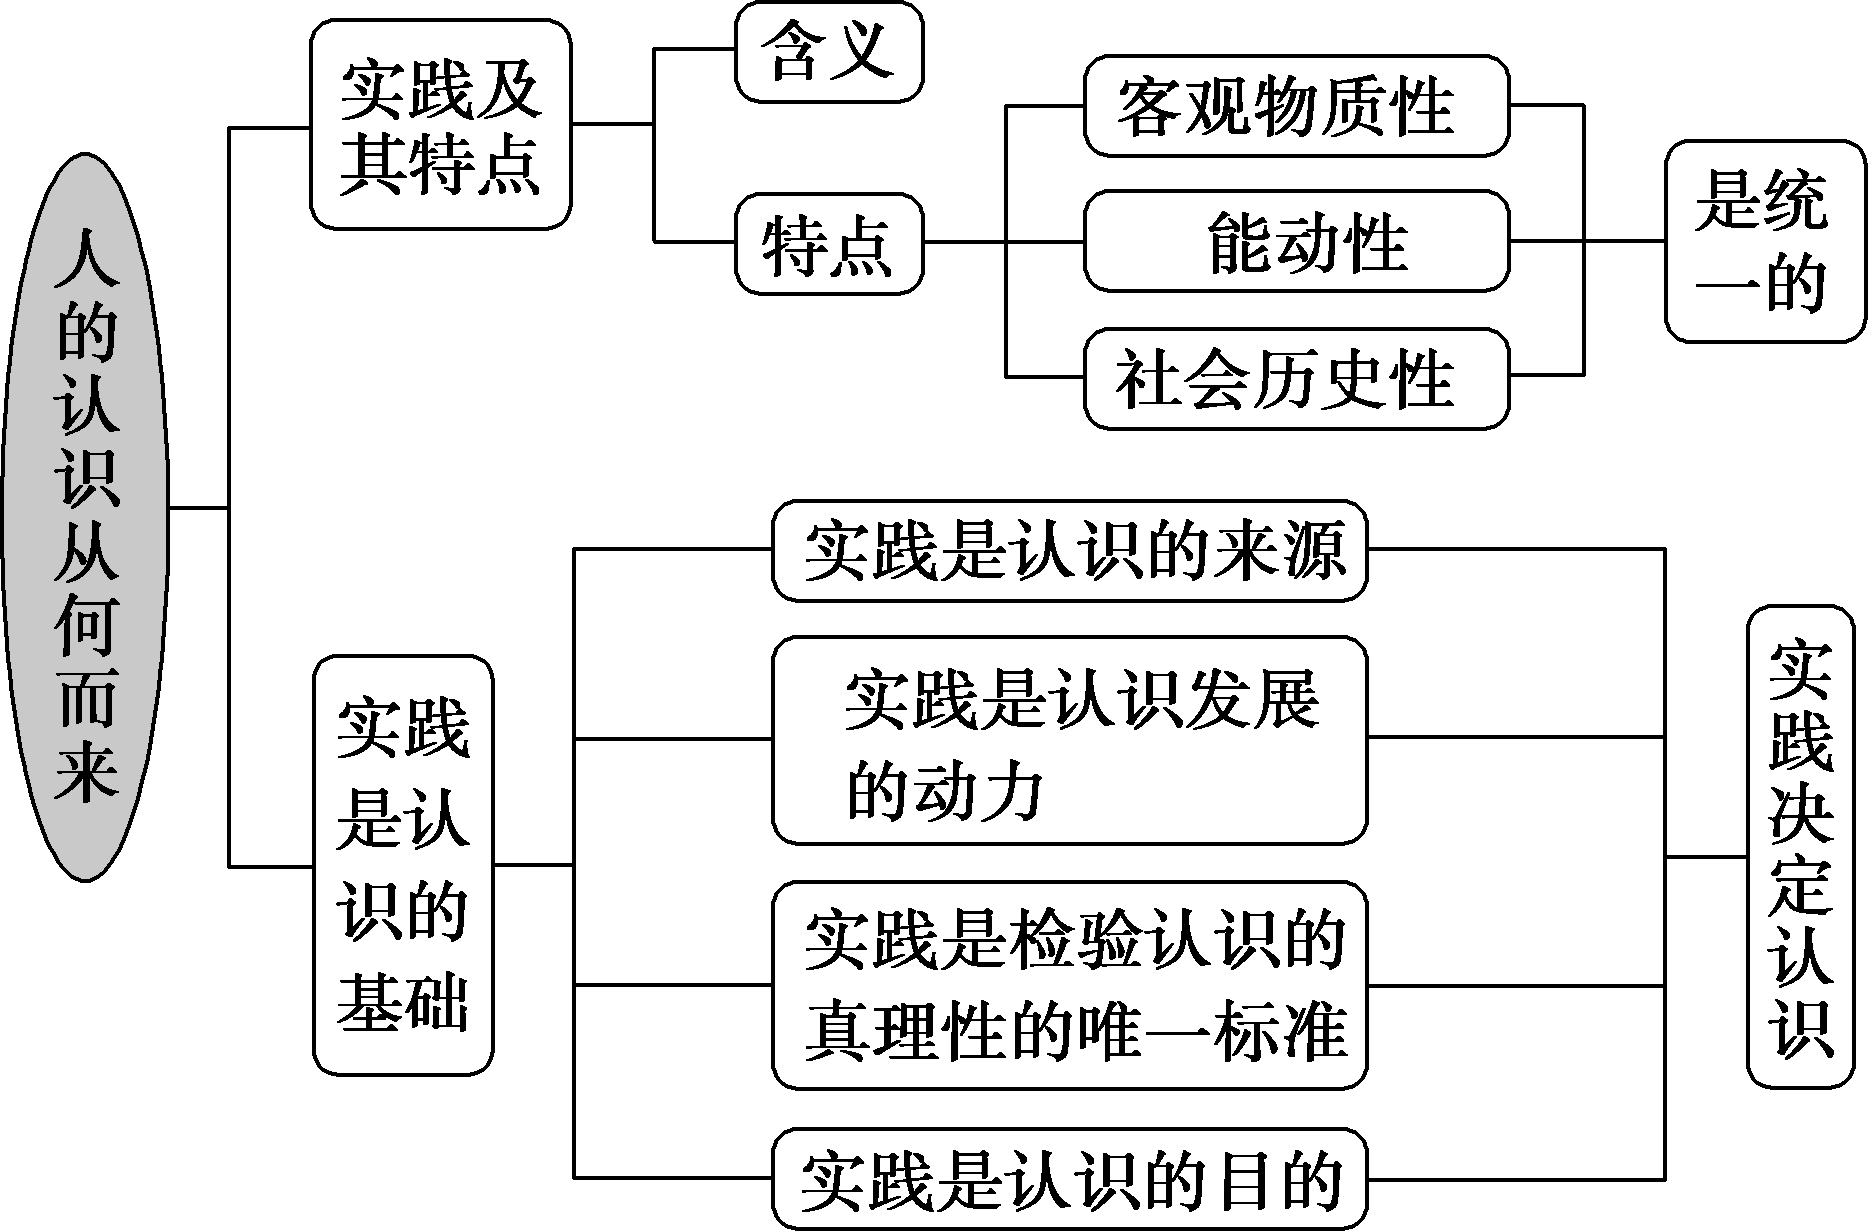 人的认识从何而来
实践及
其特点
含义
特点
客观物质性
能动性
社会历史性
是统
一的
实践
是认
识的
基础
实践是认识的来源
实践是认识发展
的动力
实践是检验认识的
真理性的唯一标准
实践是认识的目的
实践决定认识